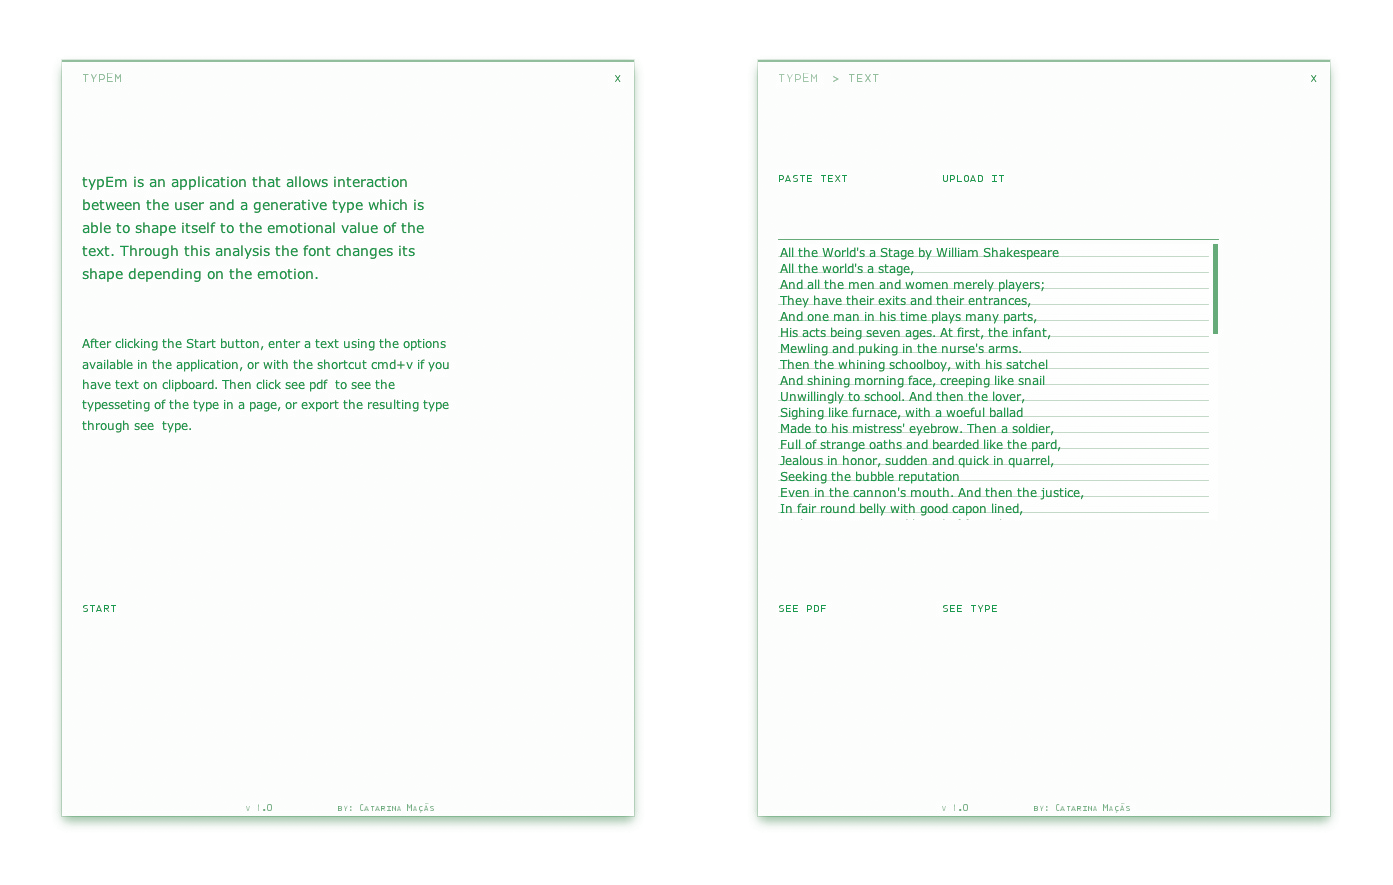 TYPEM X
typEm is an application that allows interaction
between the user and a generative type which is
able to shape itself to the emotional value of the
text. Through this analysis the font changes its
shape depending on the emotion.
After clicking the Start button, enter a text using the options
available in the application, or with the shortcut cmd+v if you
have text on clipboard. Then click see pdf to see the
typesseting of the type in a page, or export the resulting type
through see type.
START
v 1.0 BY: CATARINA MAÇÃS
TYPEM > TEXT X
PASTE TEXT UPLOAD IT
All the World's a Stage by William Shakespeare
All the world's a stage,
And all the men and women merely players;
They have their exits and their entrances,
And one man in his time plays many parts,
His acts being seven ages. At first, the infant,
Mewling and puking in the nurse's arms.
Then the whining schoolboy, with his satchel
And shining morning face, creeping like snail
Unwillingly to school. And then the lover,
Sighing like furnace, with a woeful ballad
Made to his mistress' eyebrow. Then a soldier,
Full of strange oaths and bearded like the pard,
Jealous in honor, sudden and quick in quarrel,
Seeking the bubble reputation
Even in the cannon's mouth. And then the justice,
In fair round belly with good capon lined,
SEE PDF SEE TYPE
v 1.0 BY: CATARINA MAÇÃS